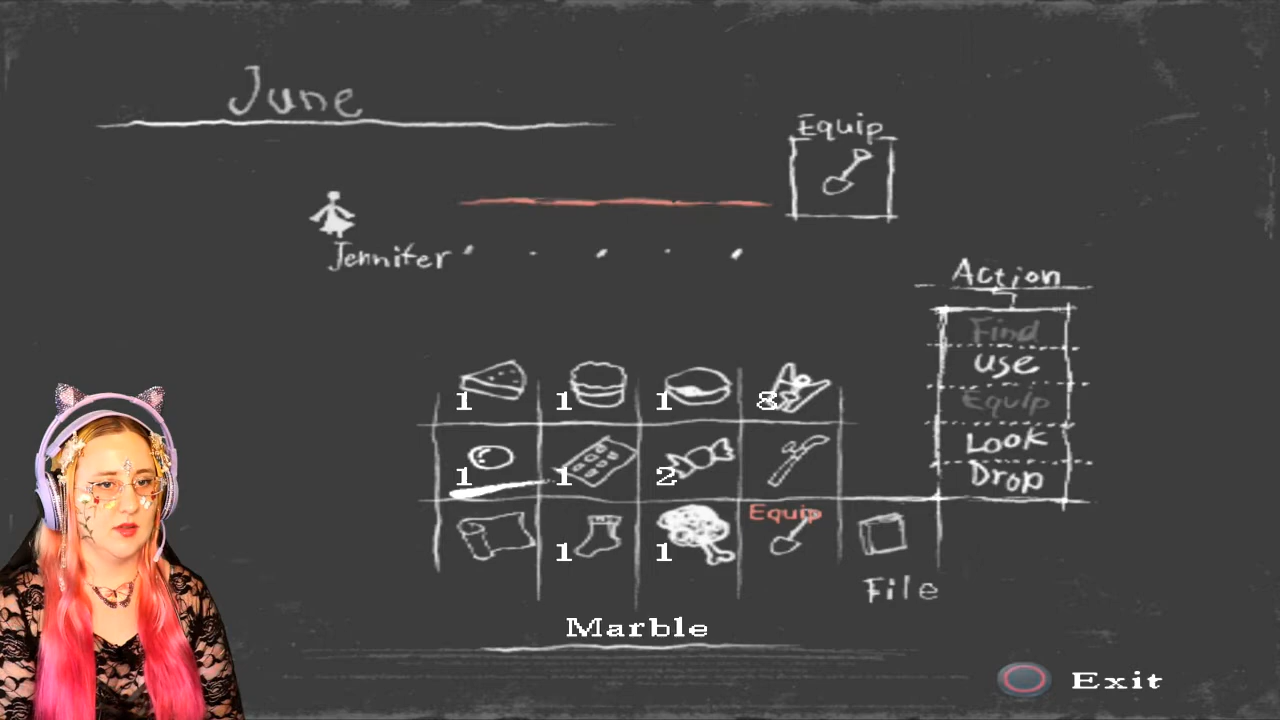 June
Equip
Jennifer
Action
Find
Use
Equip
Look
Drop
1 1 1 8
1 1 2
Equip
1 1
File
Marble
Exit